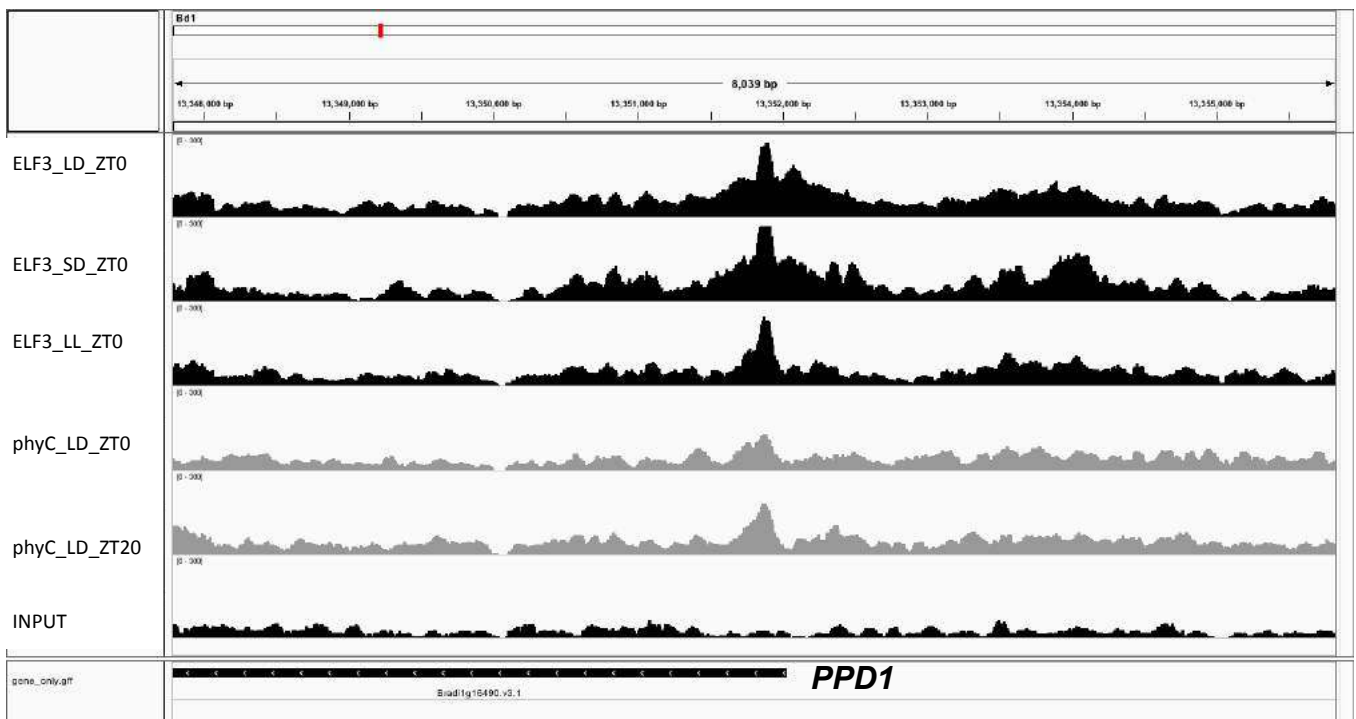 Bd1
8,039 bp
13,348,000 bp 13,349,000 bp 13,350,000 bp 13,351,000 bp 13,352,000 bp 13,353,000 bp 13,354,000 bp 13,355,000 bp
ELF3_LD_ZT0
ELF3_SD_ZT0
ELF3_LL_ZT0
phyC_LD_ZT0
phyC_LD_ZT20
INPUT
gene_only.gff
PPD1
Bradi1g16490.v3.1